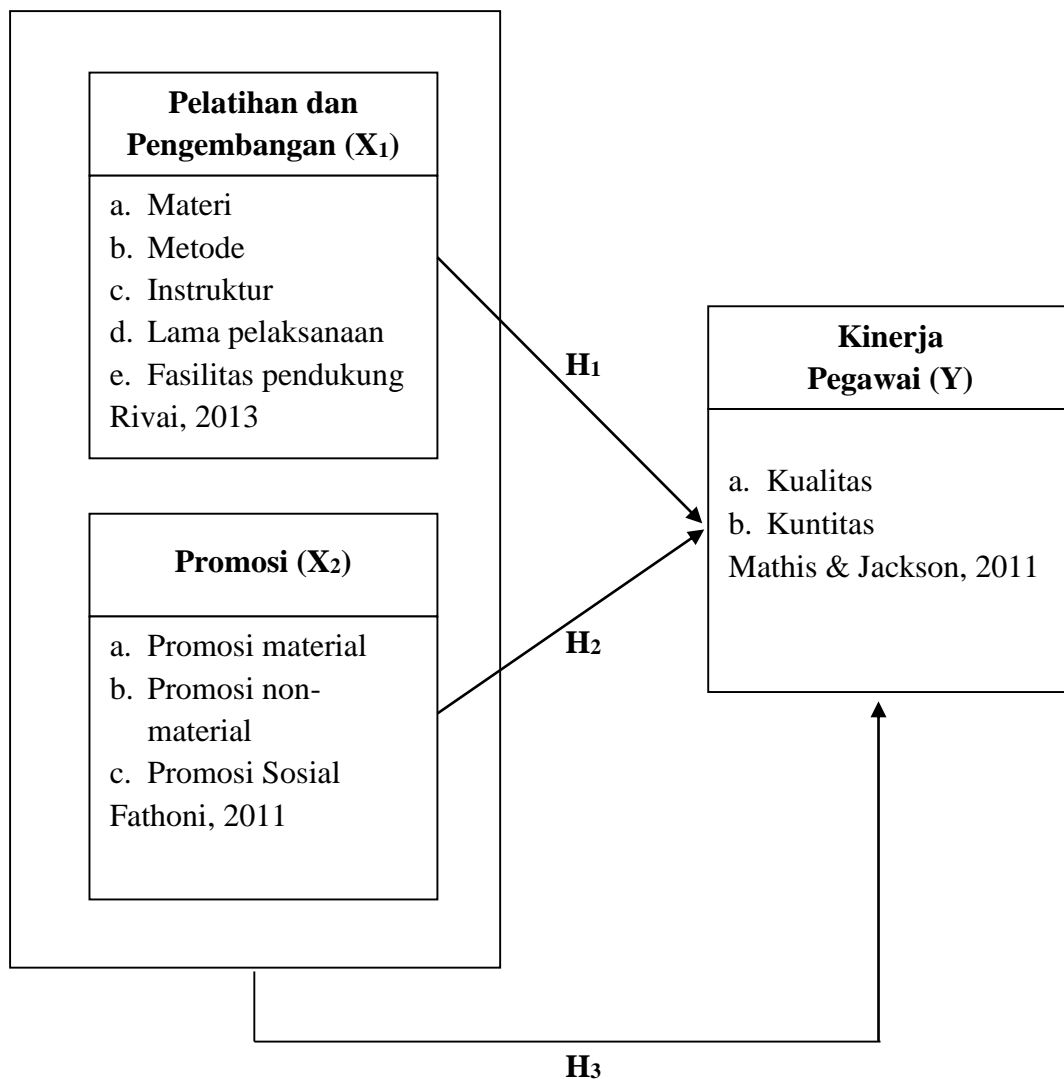 Pelatihan dan
Pengembangan (X₁)
a. Materi
b. Metode
c. Instruktur
d. Lama pelaksanaan
e. Fasilitas pendukung
Rivai, 2013
Promosi (X₂)
a. Promosi material
b. Promosi non-
material
c. Promosi Sosial
Fathoni, 2011
H₁
H₂
Kinerja
Pegawai (Y)
a. Kualitas
b. Kuntitas
Mathis & Jackson, 2011
H₃